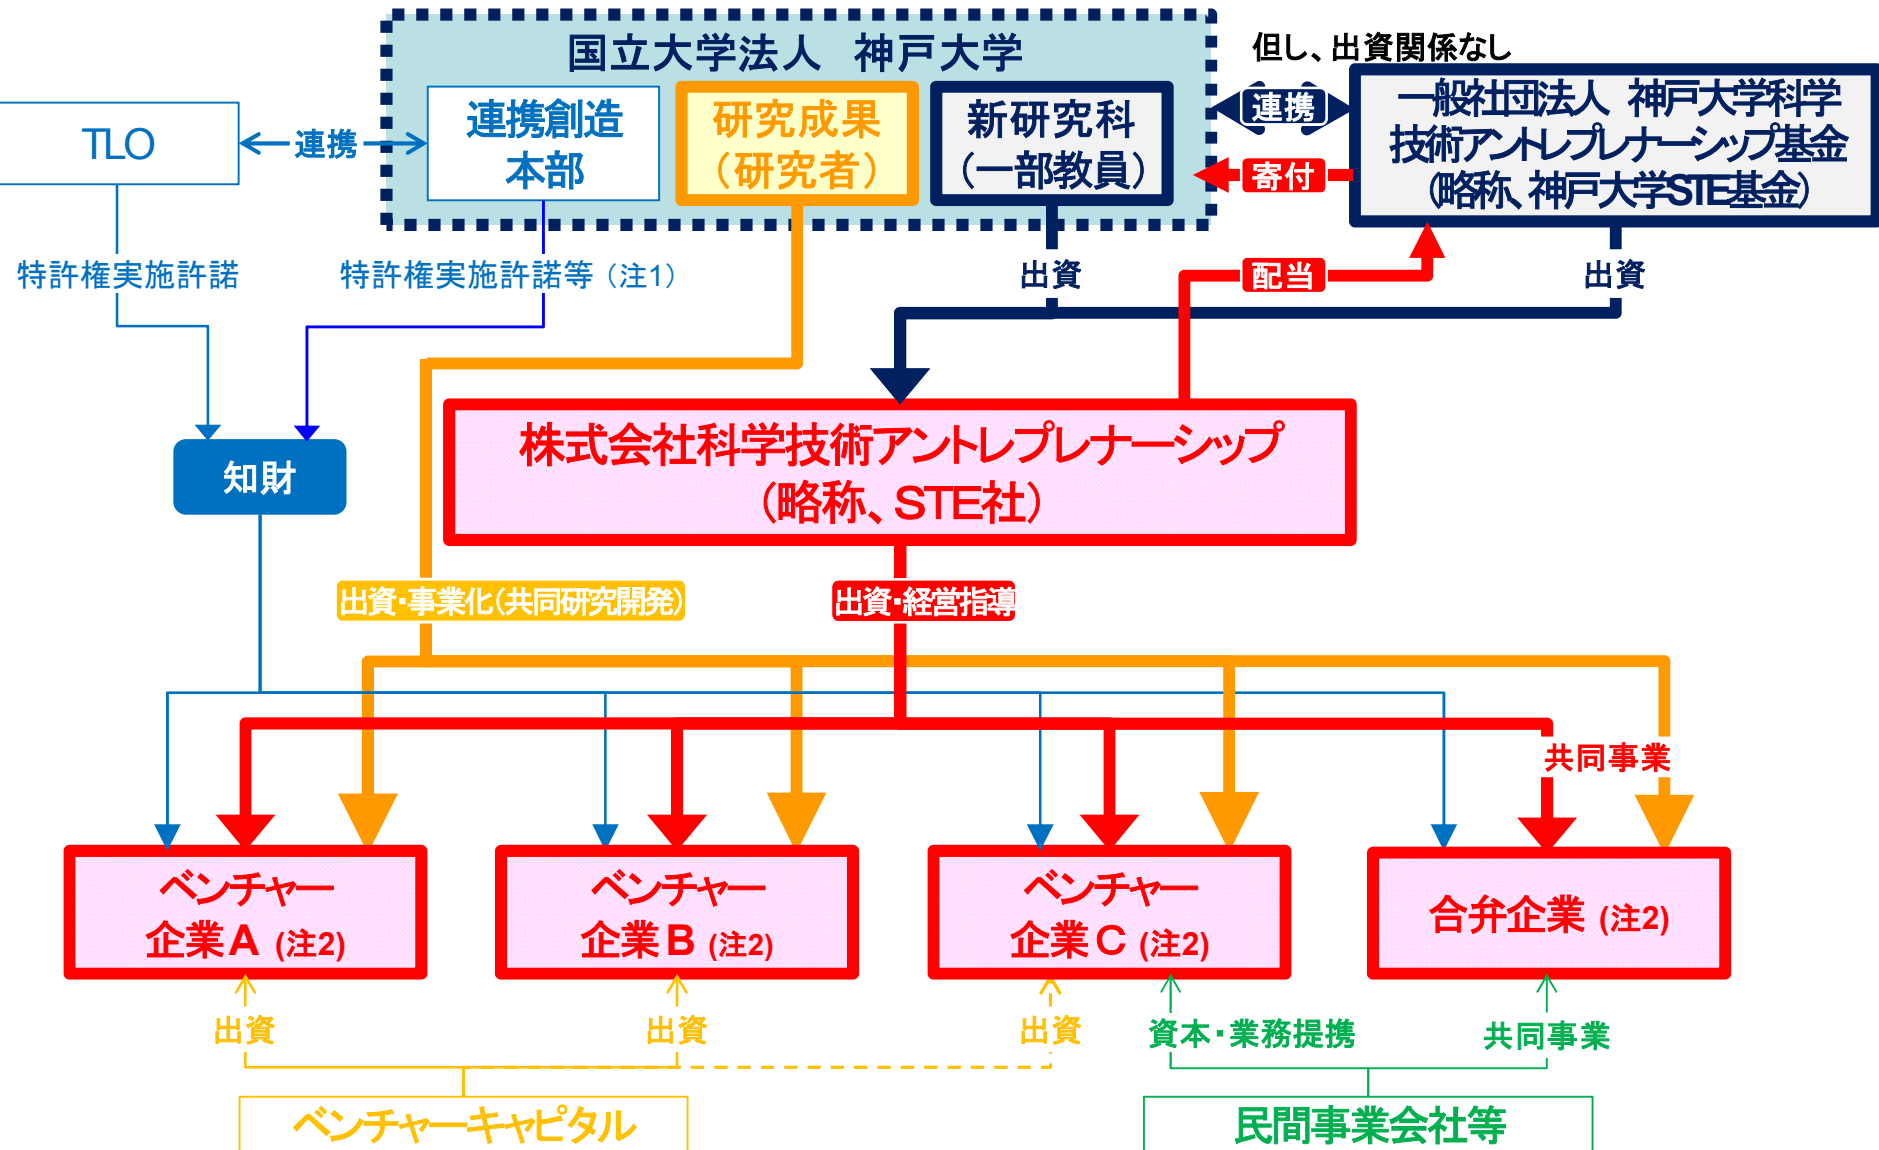 国立大学法人　神戸大学
但し、出資関係なし
TLO
連携
連携創造
本部
研究成果
（研究者）
新研究科
（一部教員）
連携
寄付
一般社団法人　神戸大学科学
技術アントレプレナーシップ基金
（略称、神戸大学STE基金）
特許権実施許諾
特許権実施許諾等（注1）
出資
配当
出資
知財
株式会社科学技術アントレプレナーシップ
（略称、STE社）
出資・事業化（共同研究開発）
出資・経営指導
共同事業
ベンチャー
企業A (注2)
ベンチャー
企業B (注2)
ベンチャー
企業C (注2)
合弁企業 (注2)
出資
出資
出資
資本・業務提携
共同事業
ベンチャーキャピタル
民間事業会社等